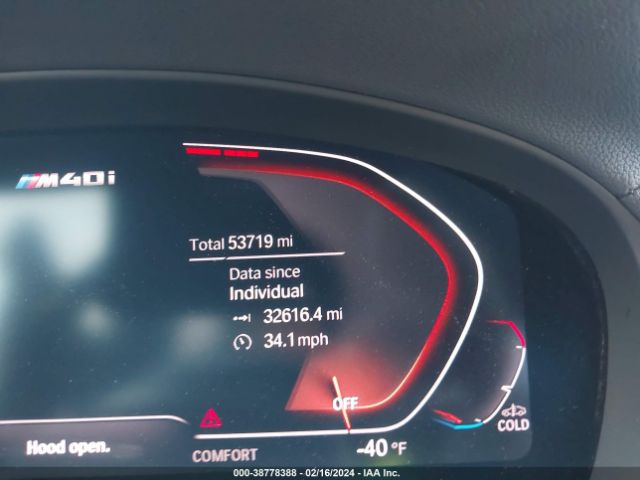 M40i
Total 53719 mi
Data since
Individual
32616.4 mi
34.1 mph
OFF
COLD
Hood open.
COMFORT
-40 °F
000-38778388 - 02/16/2024 - IAA Inc.